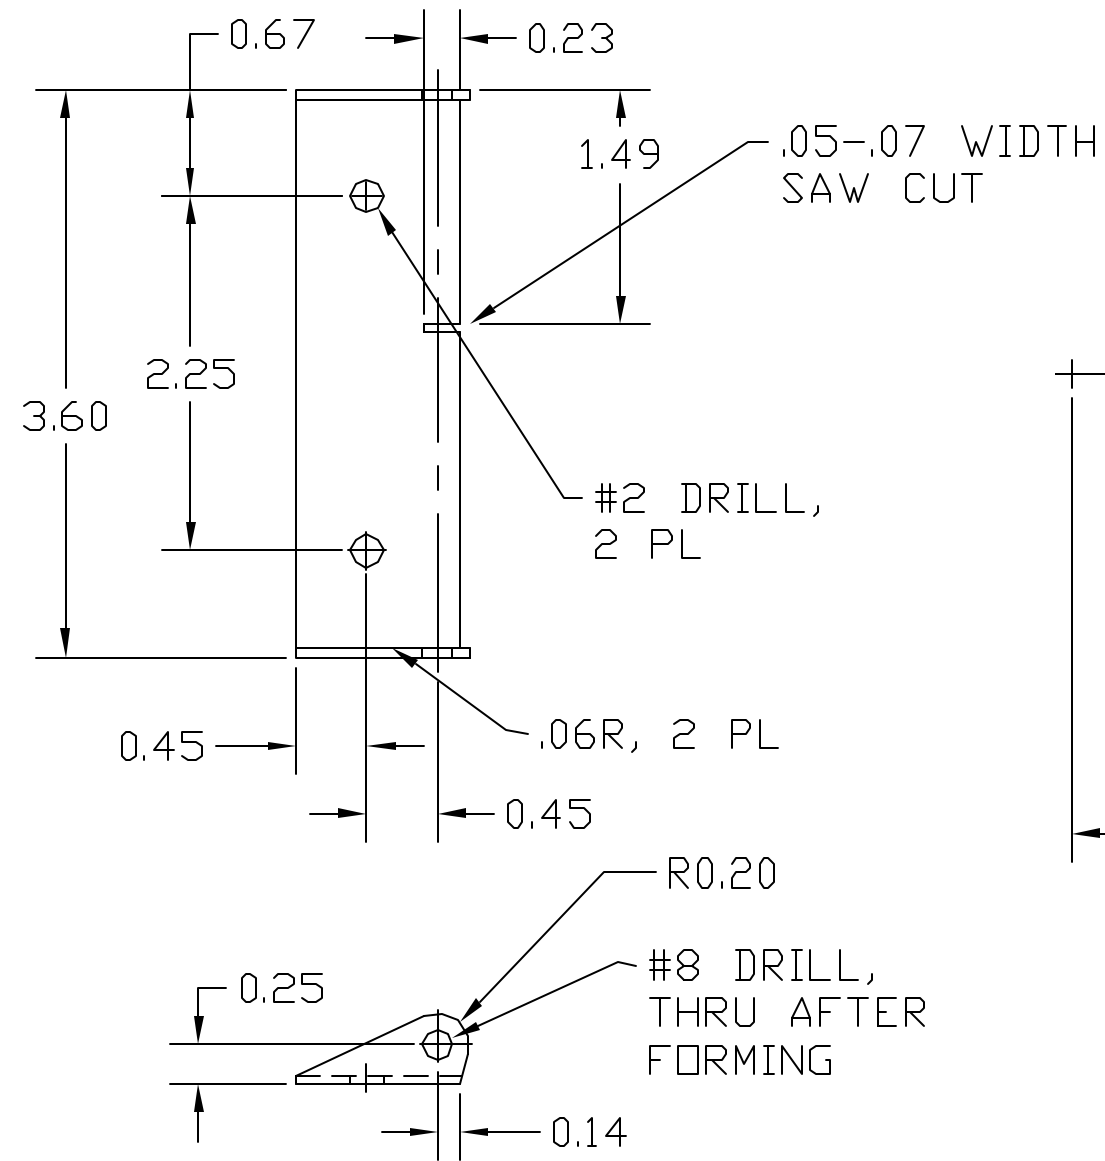 0.67
0.23
1.49
.05-.07 WIDTH
SAW CUT
2.25
3.60
#2 DRILL,
2 PL
.06R, 2 PL
0.45
0.45
R0.20
#8 DRILL,
THRU AFTER
FORMING
0.25
0.14